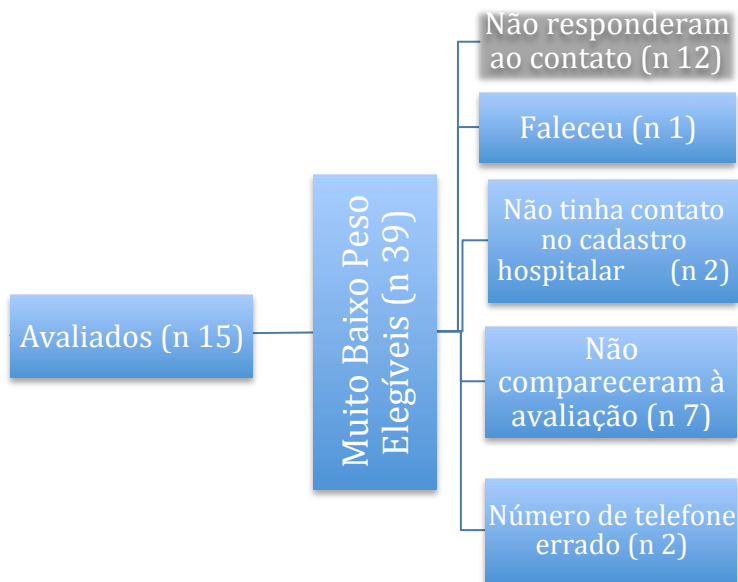 Não responderam
ao contato (n 12)
Faleceu (n 1)
Não tinha contato
no cadastro
hospitalar (n 2)
Avaliados (n 15)
Muito Baixo Peso
Elegíveis (n 39)
Não
compareceram à
avaliação (n 7)
Número de telefone
errado (n 2)